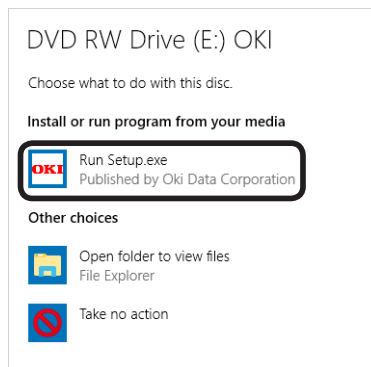 DVD RW Drive (E:) OKI
Choose what to do with this disc.
Install or run program from your media
OKI
Run Setup.exe
Published by Oki Data Corporation
Other choices
Open folder to view files
File Explorer
Take no action